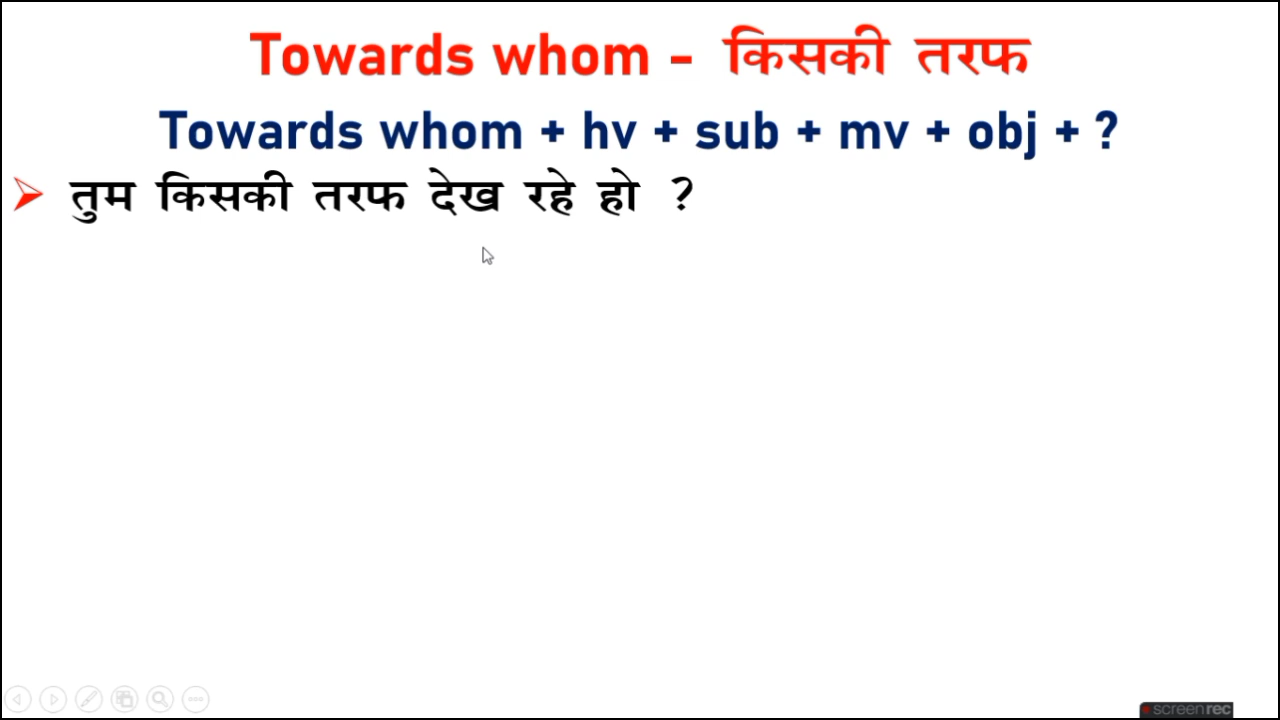 Towards whom - किसकी तरफ
Towards whom + hv + sub + mv + obj + ?
तुम किसकी तरफ देख रहे हो ?
screenrec